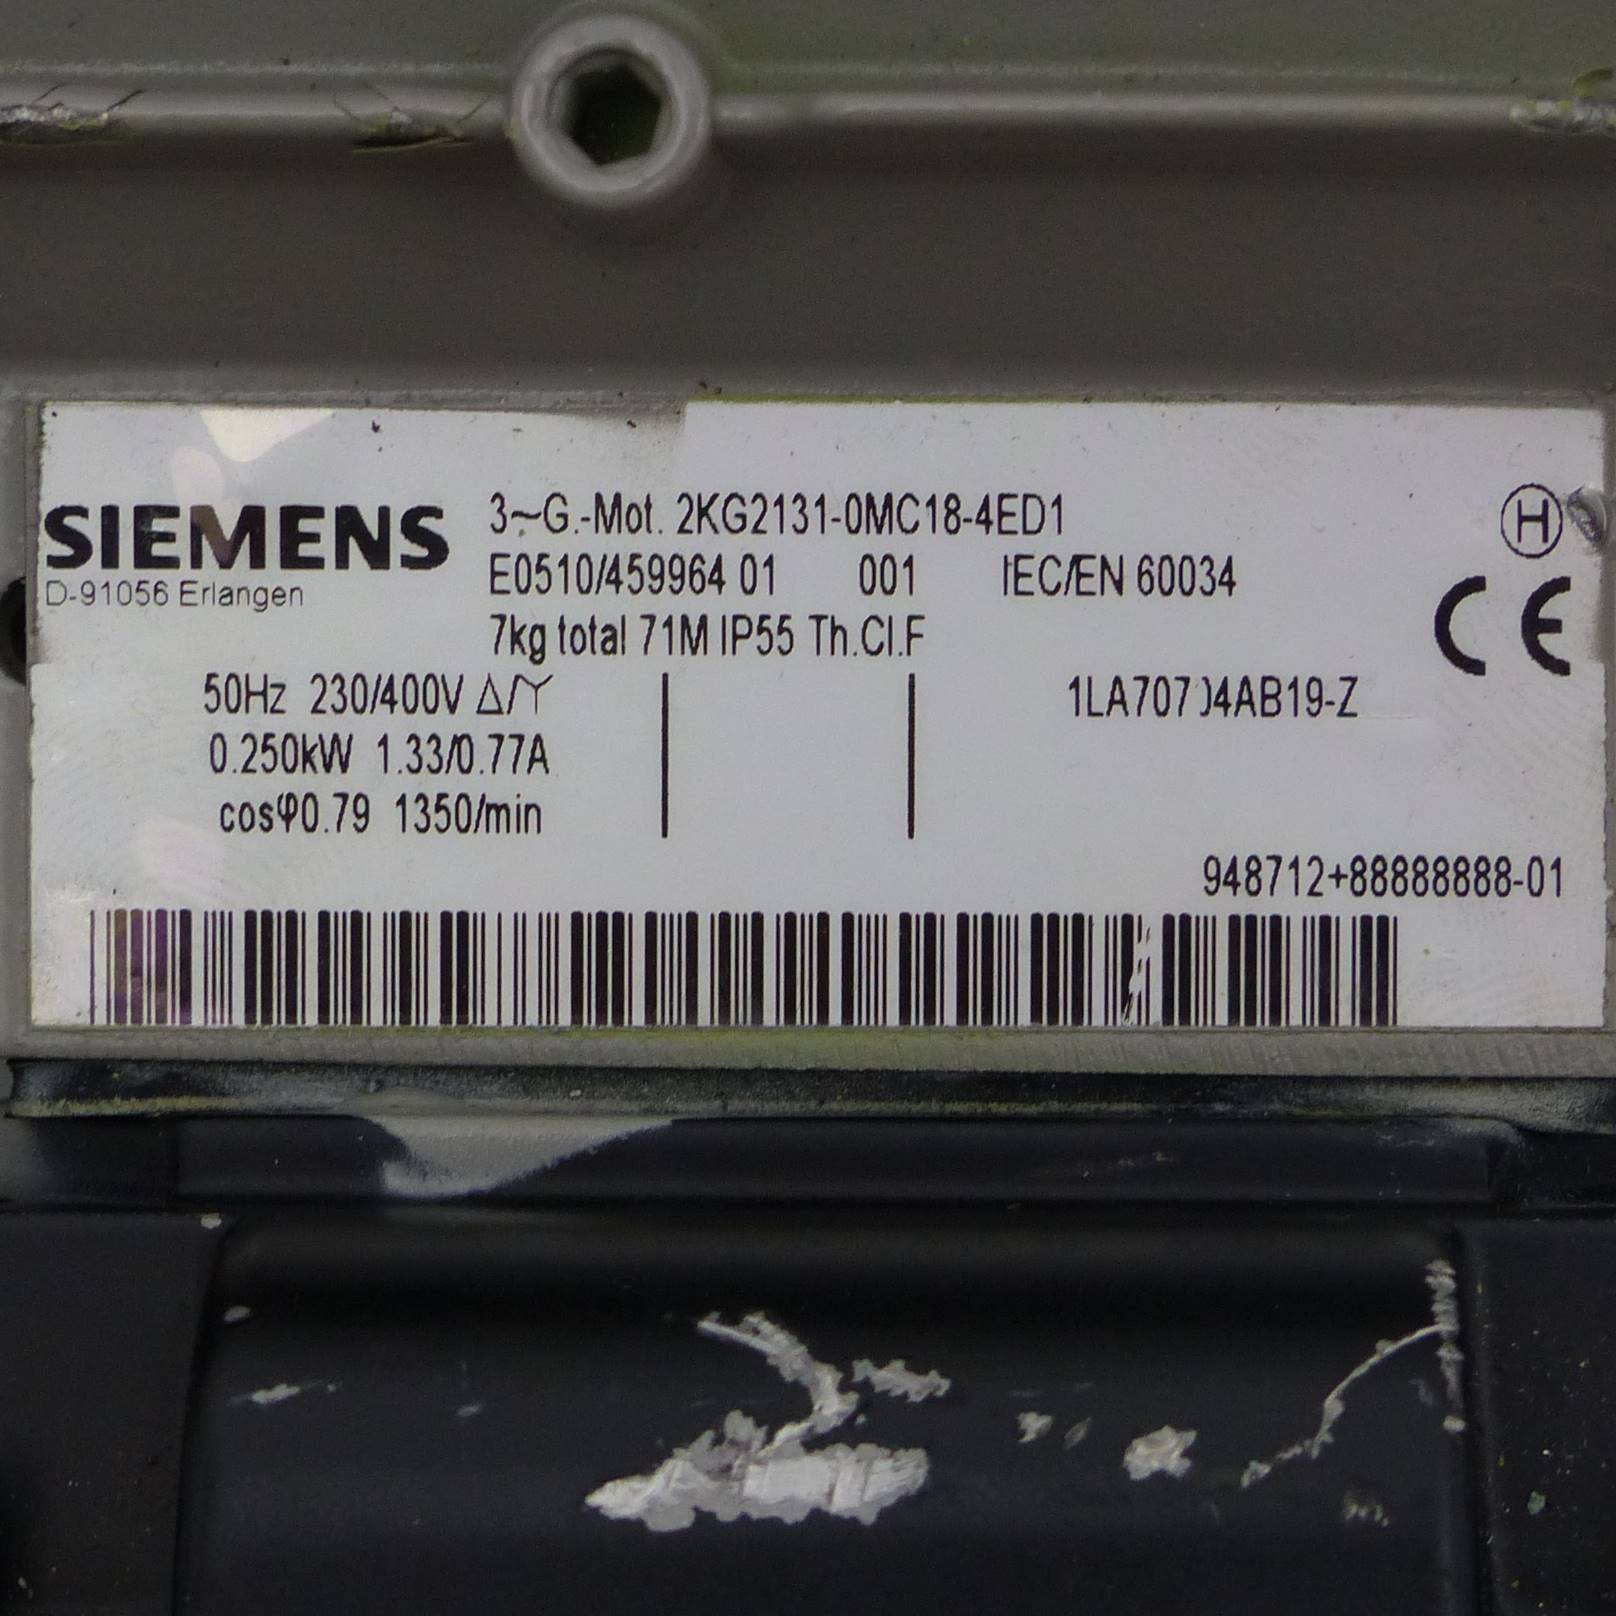 SIEMENS
D-91056 Erlangen
3~G.-Mot. 2KG2131-0MC18-4ED1
E0510/459964 01 001 IEC/EN 60034
7kg total 71M IP55 Th.Cl.F
H
CE
50Hz 230/400V Δ/Y
0.250kW 1.33/0.77A
cosφ0.79 1350/min
948712+88888888-01